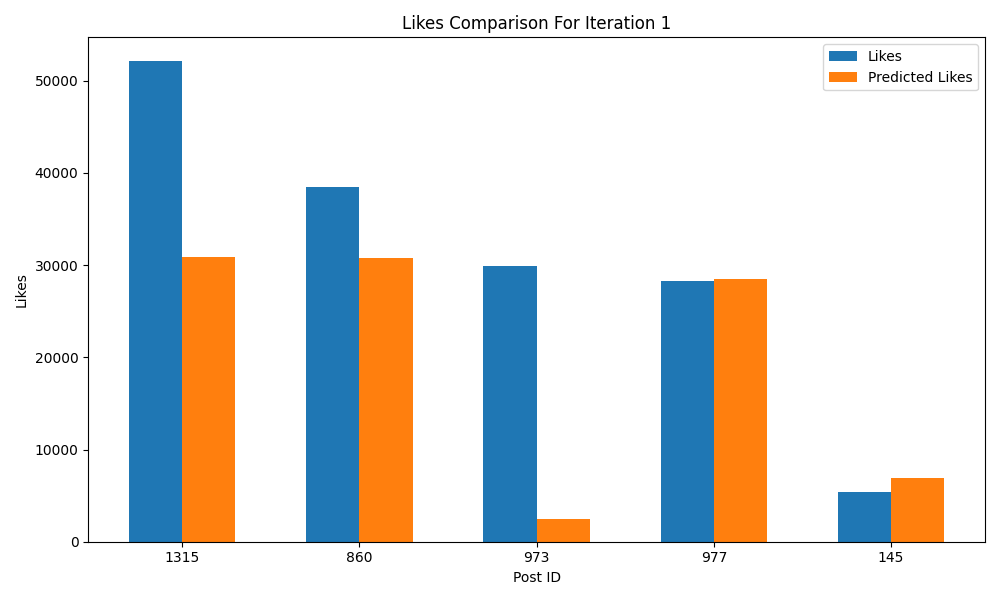 Likes Comparison For Iteration 1
Likes
Predicted Likes
50000
40000
30000
20000
10000
0
Likes
1315 860 973 977 145
Post ID